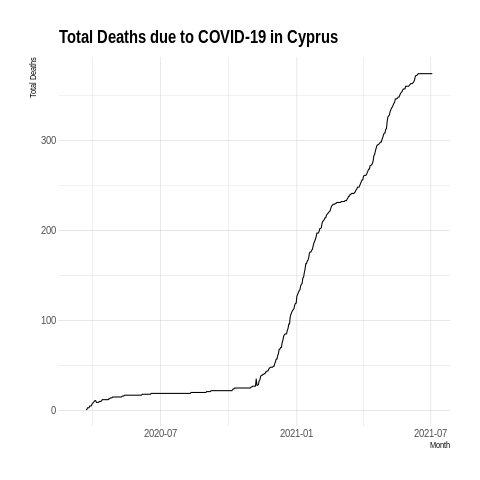 Total Deaths due to COVID-19 in Cyprus
Total Deaths
300
200
100
0
2020-07
2021-01
2021-07
Month